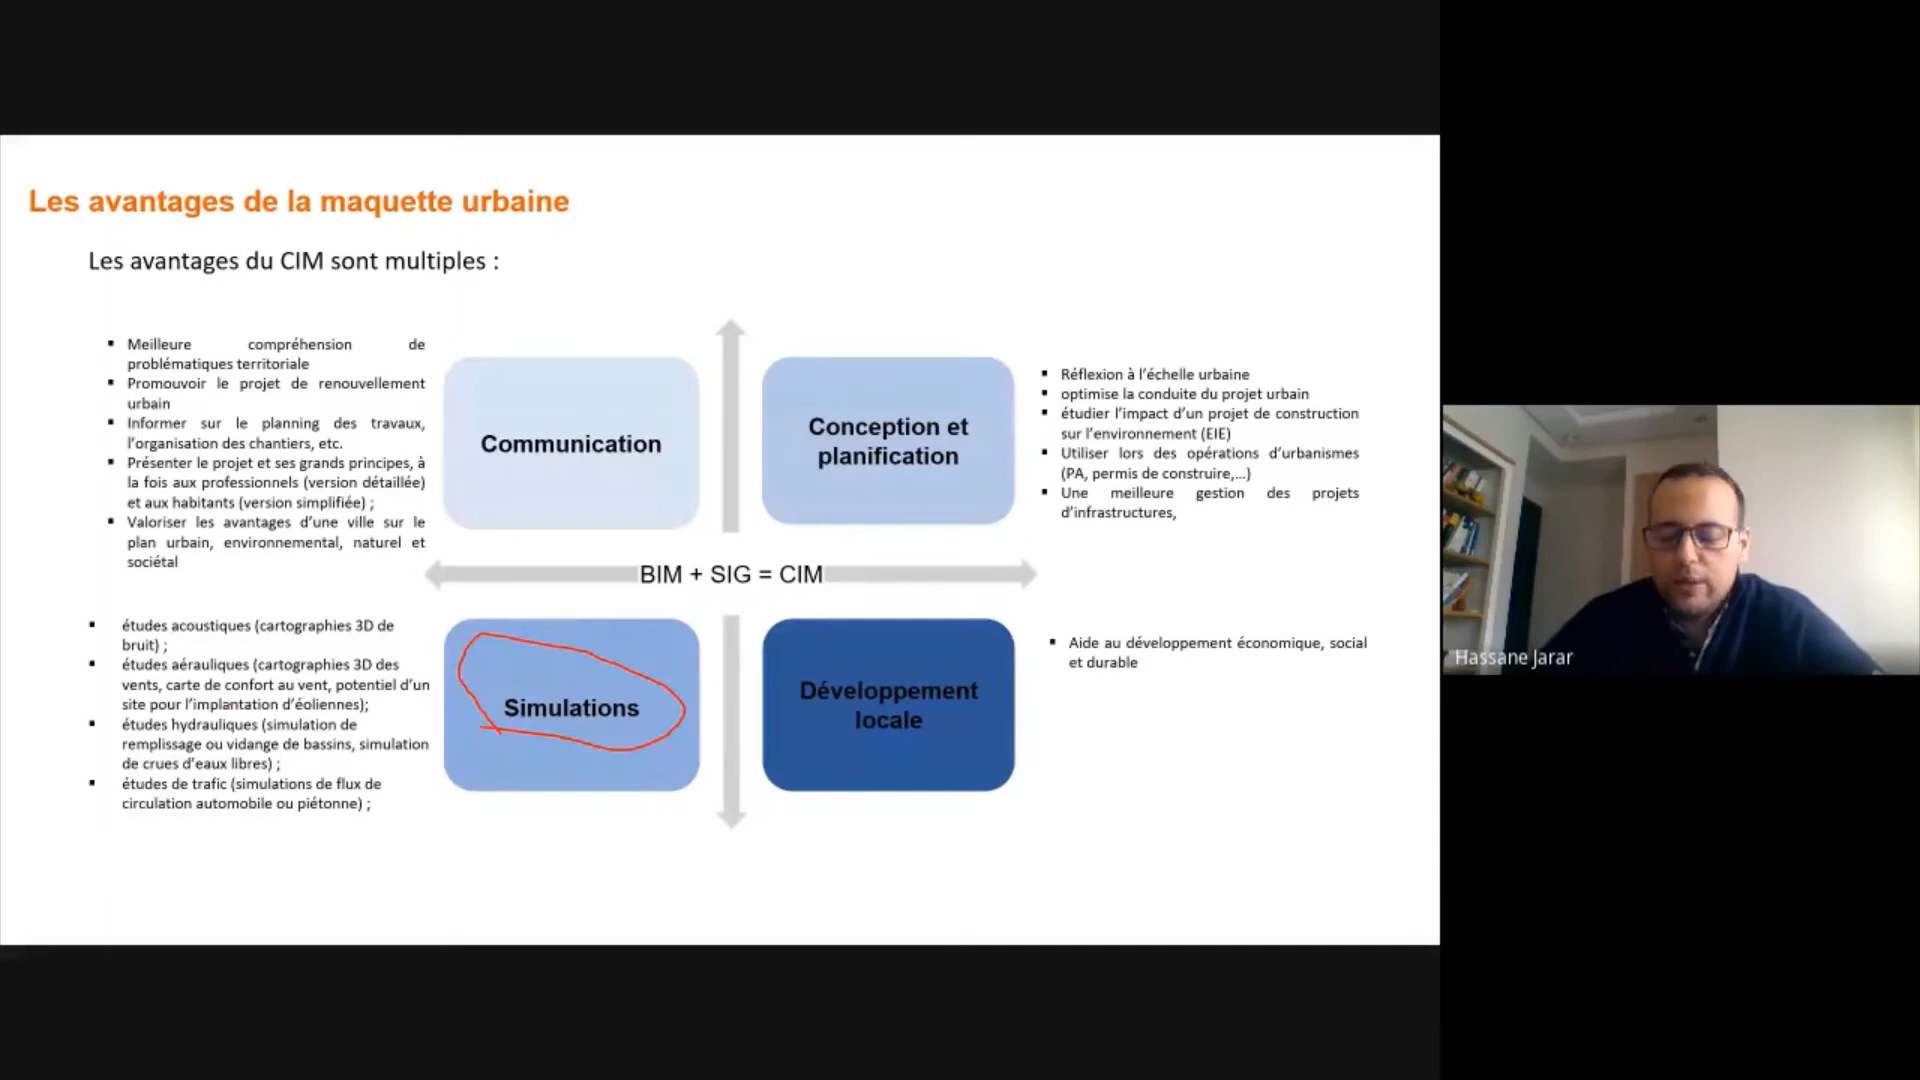 Les avantages de la maquette urbaine
Les avantages du CIM sont multiples :
▪ Meilleure compréhension de
problématiques territoriale
▪ Promouvoir le projet de renouvellement
urbain
▪ Informer sur le planning des travaux,
l'organisation des chantiers, etc.
▪ Présenter le projet et ses grands principes, à
la fois aux professionnels (version détaillée)
et aux habitants (version simplifiée) ;
▪ Valoriser les avantages d'une ville sur le
plan urbain, environnemental, naturel et
sociétal
Communication
Conception et
planification
▪ Réflexion à l'échelle urbaine
▪ optimise la conduite du projet urbain
▪ étudier l'impact d'un projet de construction
sur l'environnement (EIE)
▪ Utiliser lors des opérations d'urbanismes
(PA, permis de construire,...)
▪ Une meilleure gestion des projets
d'infrastructures,
BIM + SIG = CIM
▪ études acoustiques (cartographies 3D de
bruit) ;
▪ études aérauliques (cartographies 3D des
vents, carte de confort au vent, potentiel d'un
site pour l'implantation d'éoliennes);
▪ études hydrauliques (simulation de
remplissage ou vidange de bassins, simulation
de crues d'eaux libres) ;
▪ études de trafic (simulations de flux de
circulation automobile ou piétonne) ;
Simulations
Développement
locale
▪ Aide au développement économique, social
et durable
Hassane Jarar